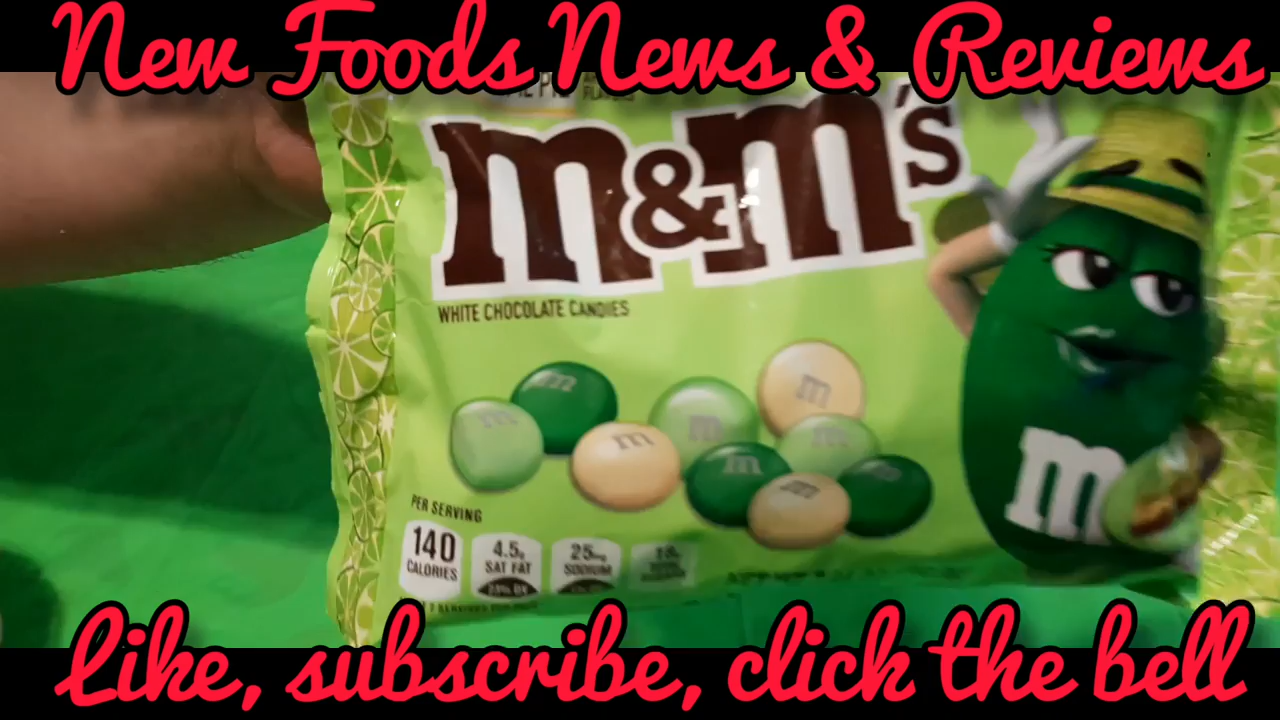 New Foods News & Reviews
m&m's
WHITE CHOCOLATE CANDIES
m
m
m
m
m
m
m
m
m
PER SERVING
140
CALORIES
4.5g
SAT FAT
25mg
SODIUM
Like, subscribe, click the bell